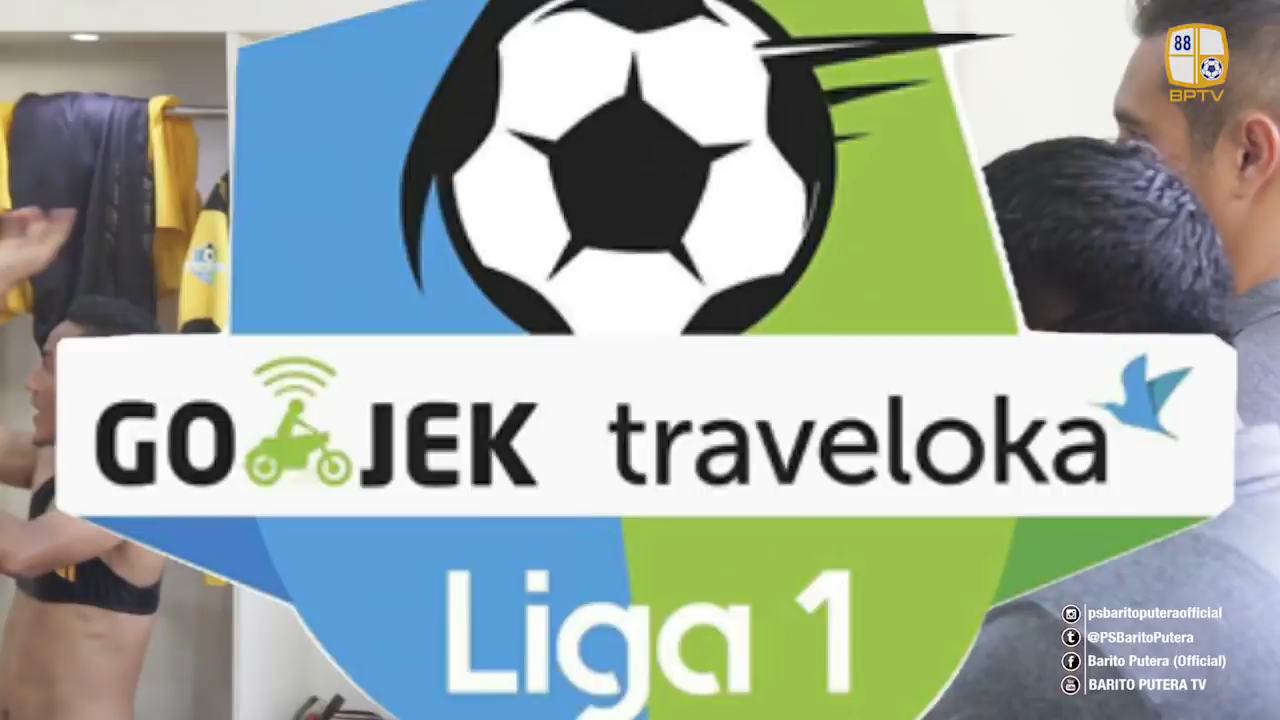 88
BPTV
GO JEK traveloka
Liga 1
psbaritoputeraofficial
@PSBaritoPutera
Barito Putera (Official)
BARITO PUTERA TV